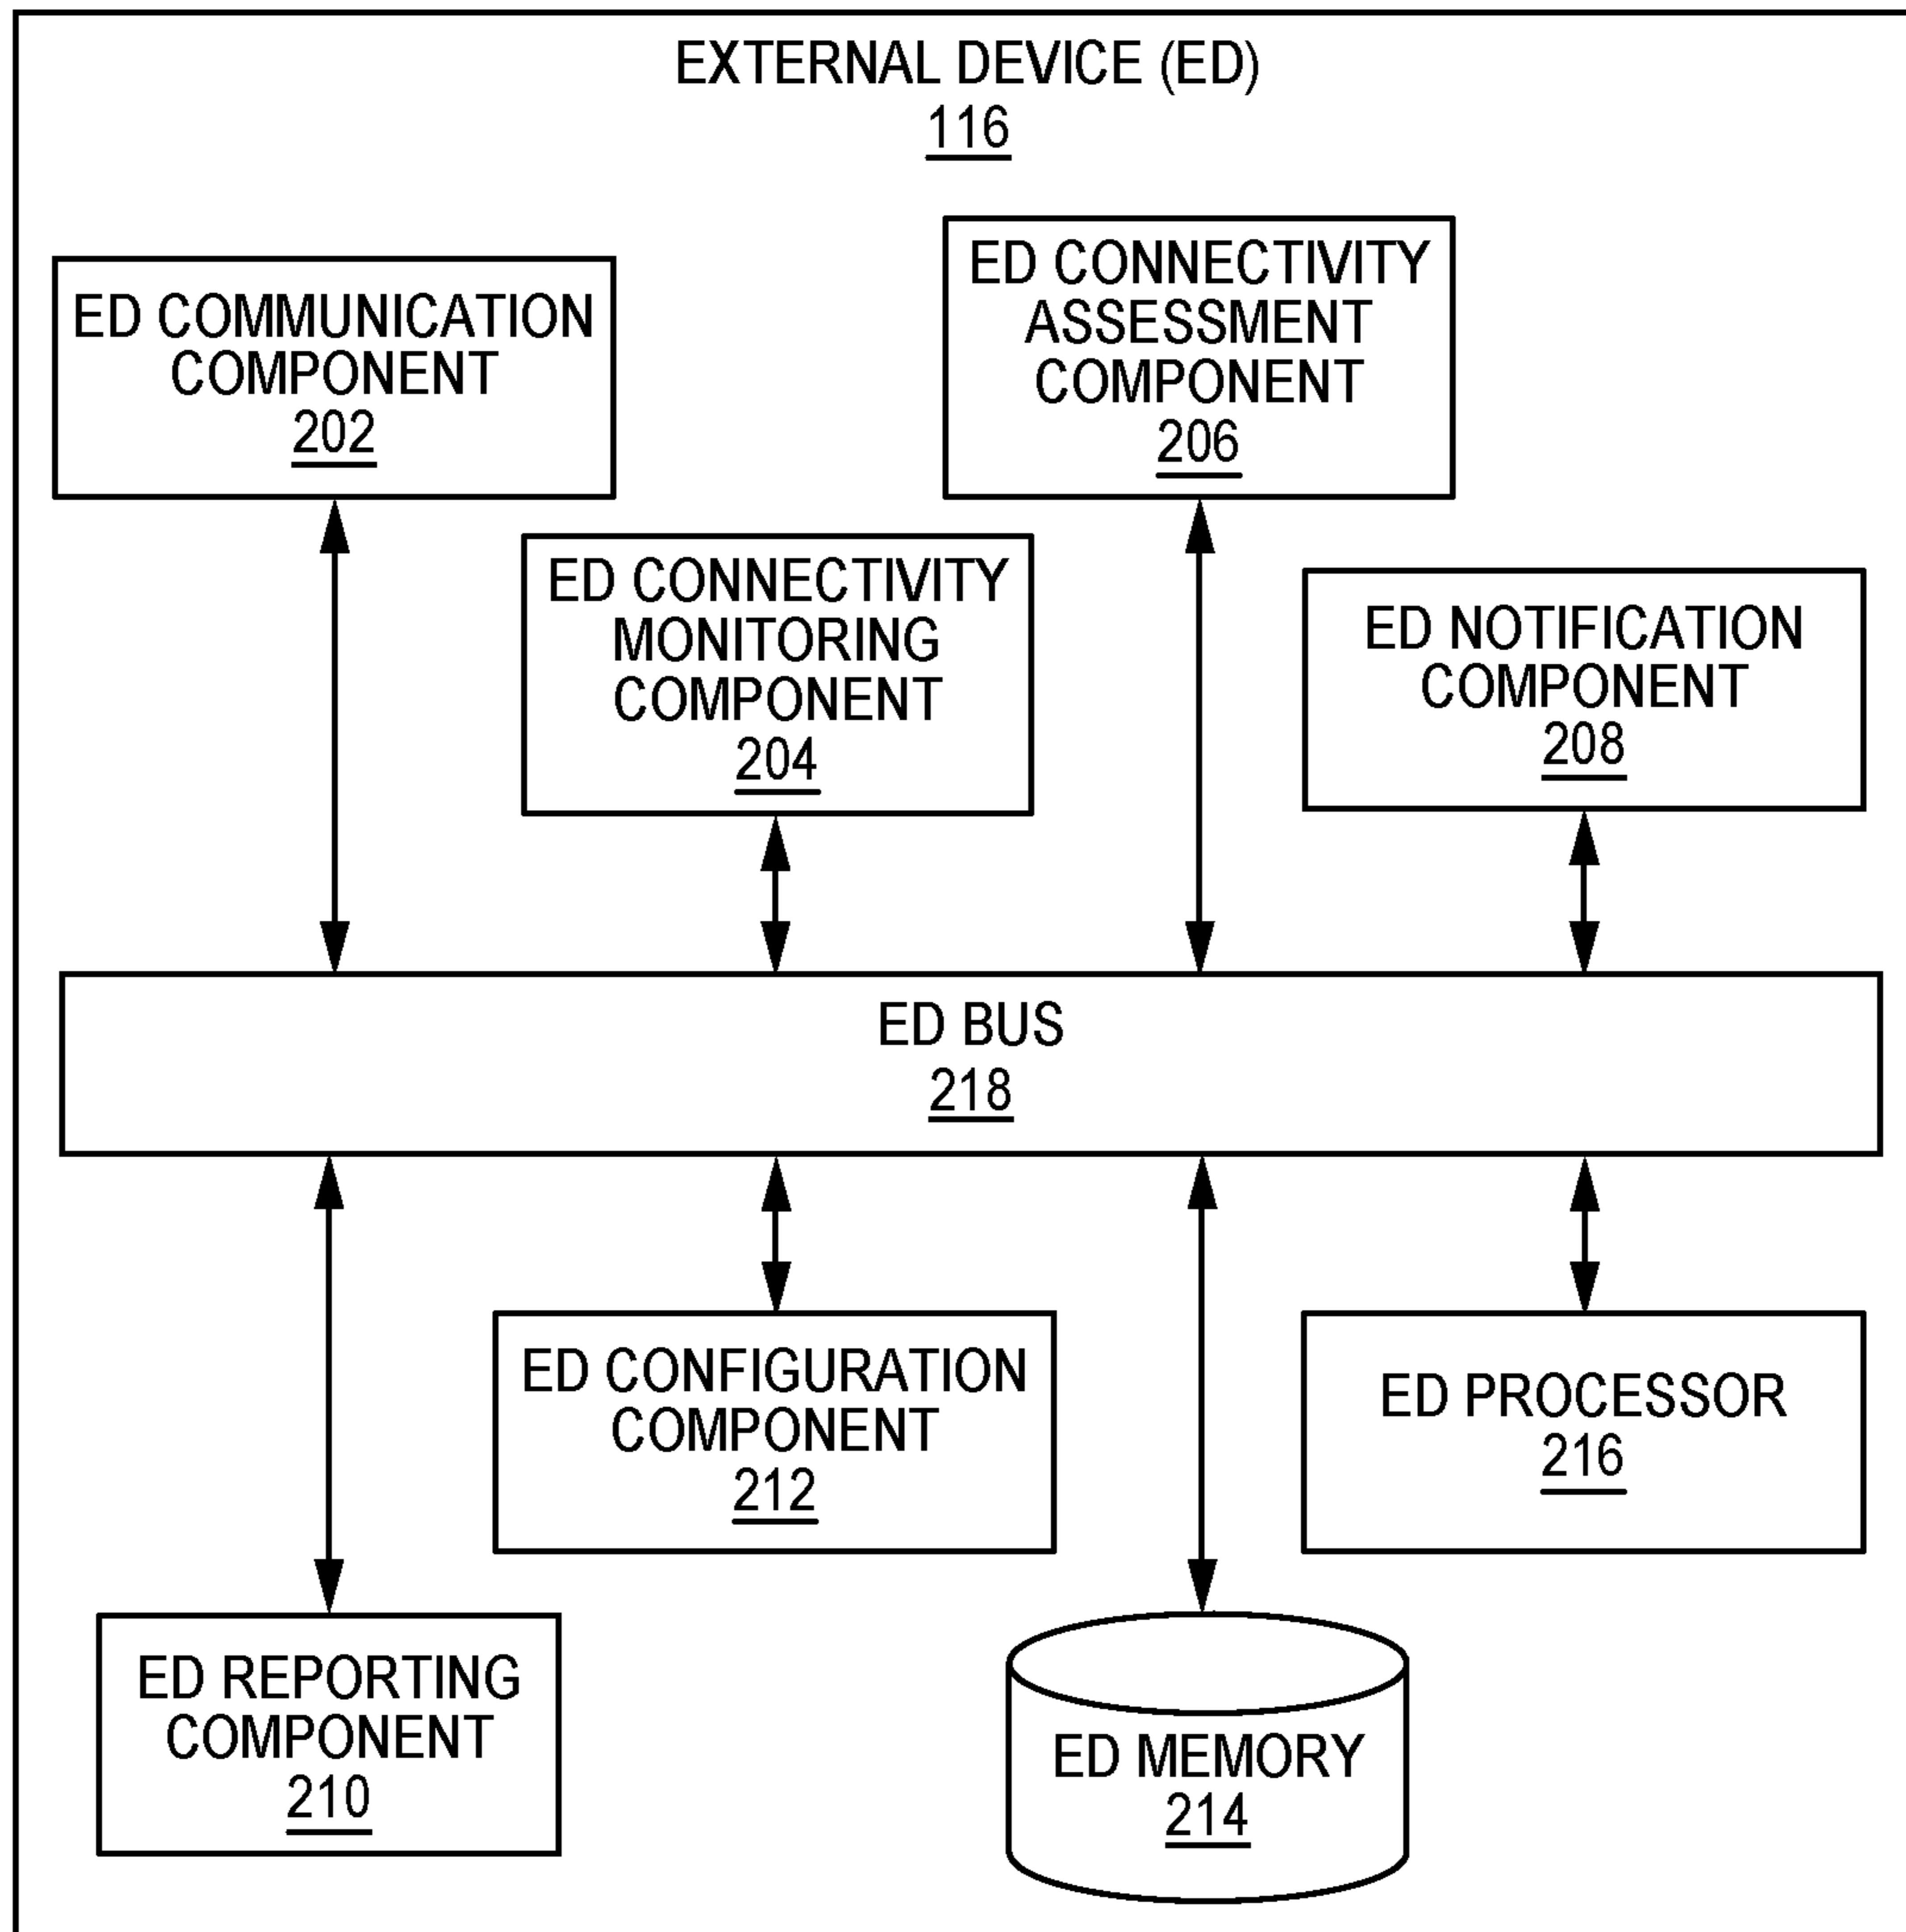 EXTERNAL DEVICE (ED)
116
ED COMMUNICATION
COMPONENT
202
ED CONNECTIVITY
ASSESSMENT
COMPONENT
206
ED CONNECTIVITY
MONITORING
COMPONENT
204
ED NOTIFICATION
COMPONENT
208
ED BUS
218
ED CONFIGURATION
COMPONENT
212
ED PROCESSOR
216
ED REPORTING
COMPONENT
210
ED MEMORY
214